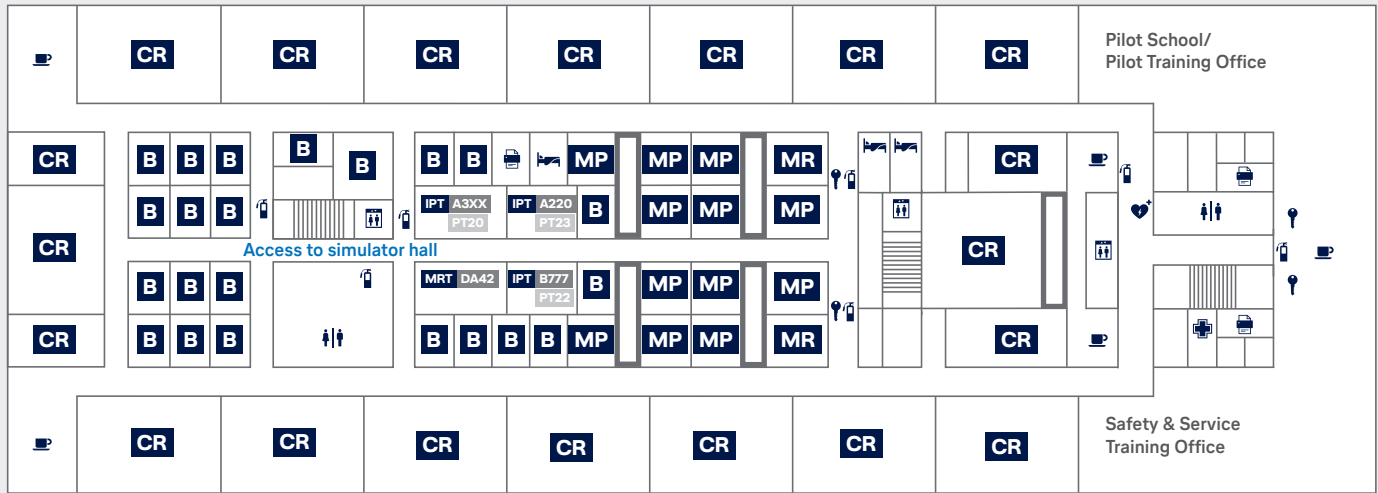 CR CR CR CR CR CR CR
Pilot School/
Pilot Training Office
CR B B B B B B B MP MP MP MR CR
B B B IPT A3XX IPT A220 B MP MP MP
PT20 PT23
CR CR
Access to simulator hall
B B B MRT DA42 IPT B777 B MP MP MP
PT22
CR B B B B B B B MP MP MP MR CR
CR CR CR CR CR CR CR
Safety & Service
Training Office